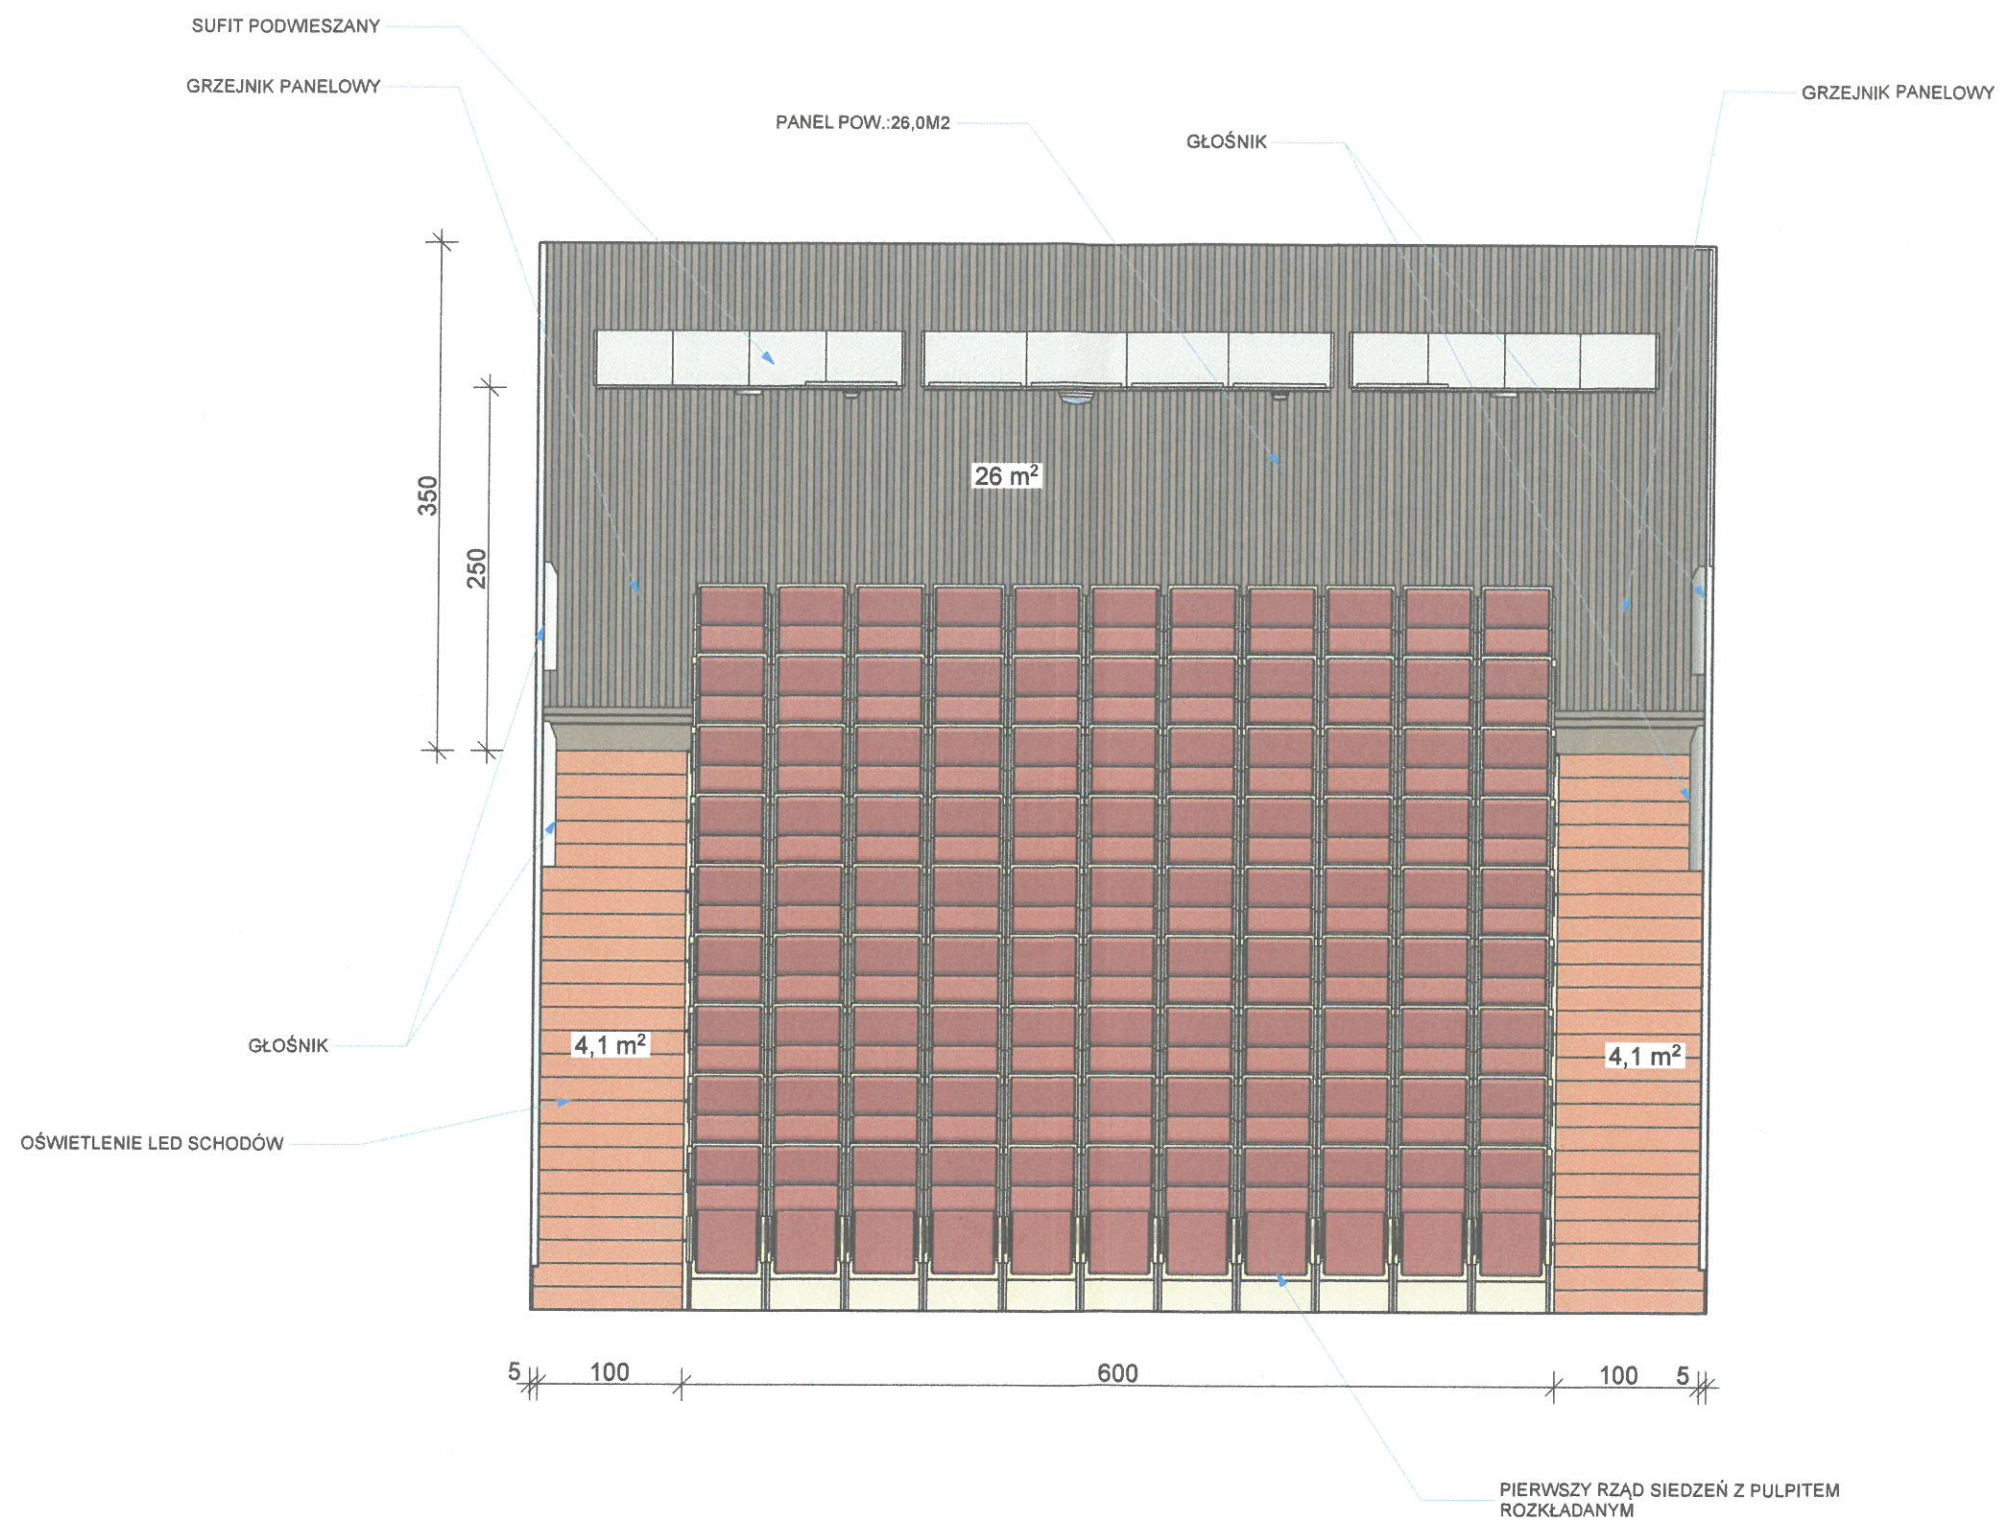 SUFIT PODWIESZANY
GRZEJNIK PANELOWY
GRZEJNIK PANELOWY
PANEL POW.:26,0M2
GŁOŚNIK
350
250
26 m²
GŁOŚNIK
4,1 m²
4,1 m²
OŚWIETLENIE LED SCHODÓW
5 100 600 100 5
PIERWSZY RZĄD SIEDZEŃ Z PULPITEM
ROZKŁADANYM